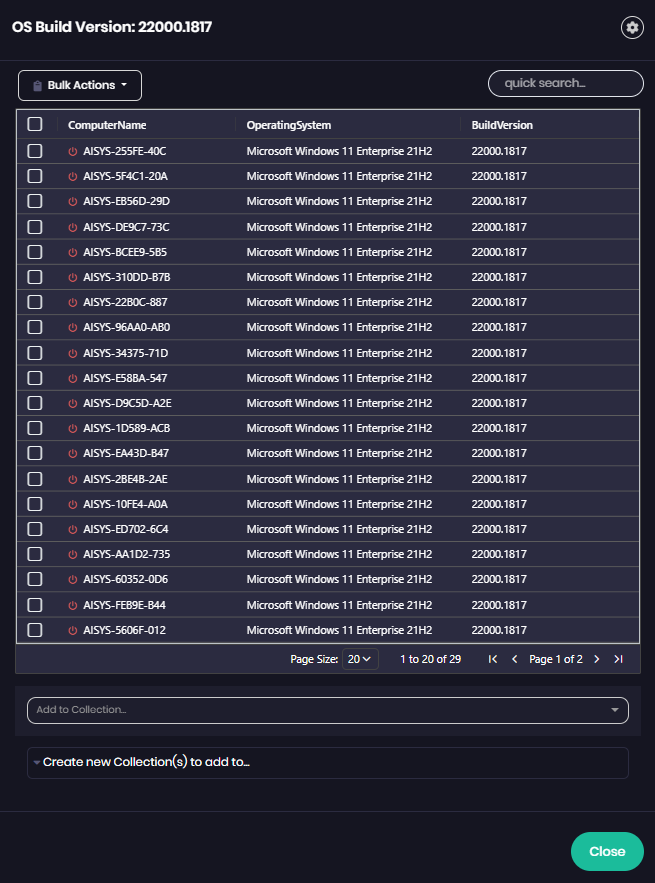 OS Build Version: 22000.1817
Bulk Actions
quick search...
ComputerName OperatingSystem BuildVersion
AISYS-255FE-40C Microsoft Windows 11 Enterprise 21H2 22000.1817
AISYS-5F4C1-20A Microsoft Windows 11 Enterprise 21H2 22000.1817
AISYS-EB56D-29D Microsoft Windows 11 Enterprise 21H2 22000.1817
AISYS-DE9C7-73C Microsoft Windows 11 Enterprise 21H2 22000.1817
AISYS-BCEE9-5B5 Microsoft Windows 11 Enterprise 21H2 22000.1817
AISYS-310DD-B7B Microsoft Windows 11 Enterprise 21H2 22000.1817
AISYS-22B0C-887 Microsoft Windows 11 Enterprise 21H2 22000.1817
AISYS-96AA0-AB0 Microsoft Windows 11 Enterprise 21H2 22000.1817
AISYS-34375-71D Microsoft Windows 11 Enterprise 21H2 22000.1817
AISYS-E58BA-547 Microsoft Windows 11 Enterprise 21H2 22000.1817
AISYS-D9C5D-A2E Microsoft Windows 11 Enterprise 21H2 22000.1817
AISYS-1D589-ACB Microsoft Windows 11 Enterprise 21H2 22000.1817
AISYS-EA43D-B47 Microsoft Windows 11 Enterprise 21H2 22000.1817
AISYS-2BE4B-2AE Microsoft Windows 11 Enterprise 21H2 22000.1817
AISYS-10FE4-A0A Microsoft Windows 11 Enterprise 21H2 22000.1817
AISYS-ED702-6C4 Microsoft Windows 11 Enterprise 21H2 22000.1817
AISYS-AA1D2-735 Microsoft Windows 11 Enterprise 21H2 22000.1817
AISYS-60352-0D6 Microsoft Windows 11 Enterprise 21H2 22000.1817
AISYS-FEB9E-B44 Microsoft Windows 11 Enterprise 21H2 22000.1817
AISYS-5606F-012 Microsoft Windows 11 Enterprise 21H2 22000.1817
Page Size: 20 1 to 20 of 29 Page 1 of 2
Add to Collection...
Create new Collection(s) to add to...
Close